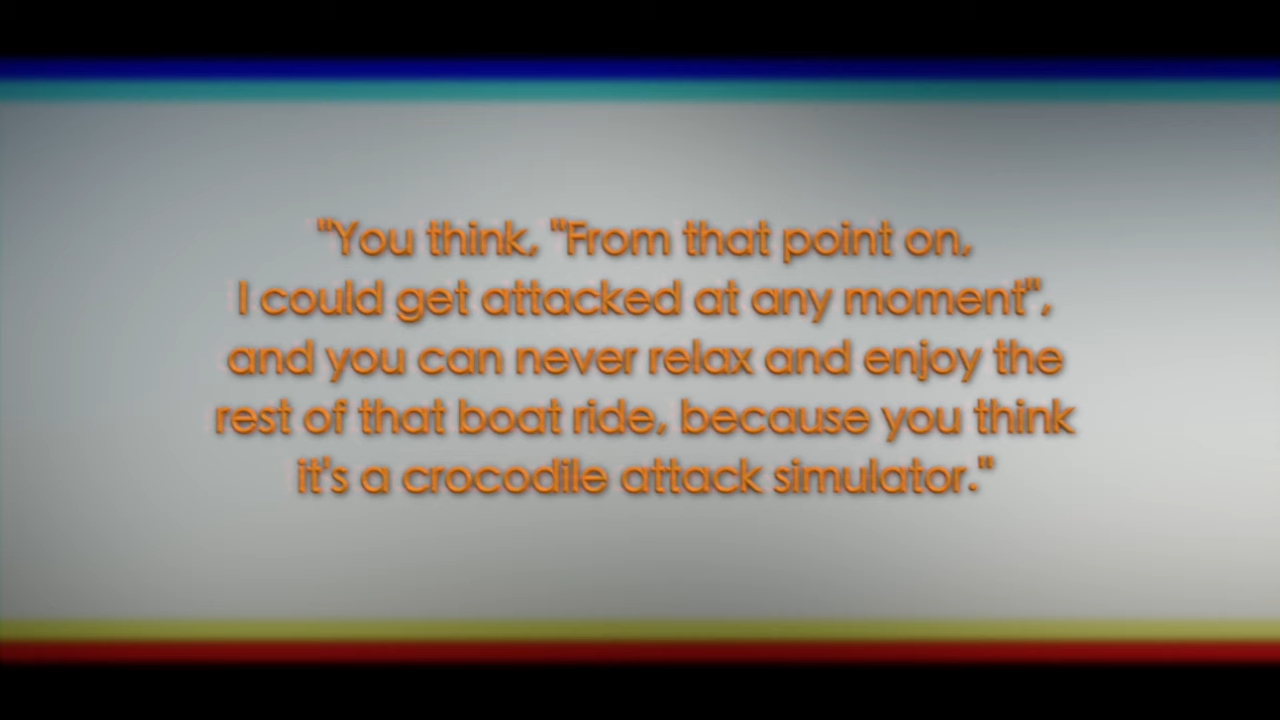 "You think, "From that point on,
I could get attacked at any moment",
and you can never relax and enjoy the
rest of that boat ride, because you think
it's a crocodile attack simulator."